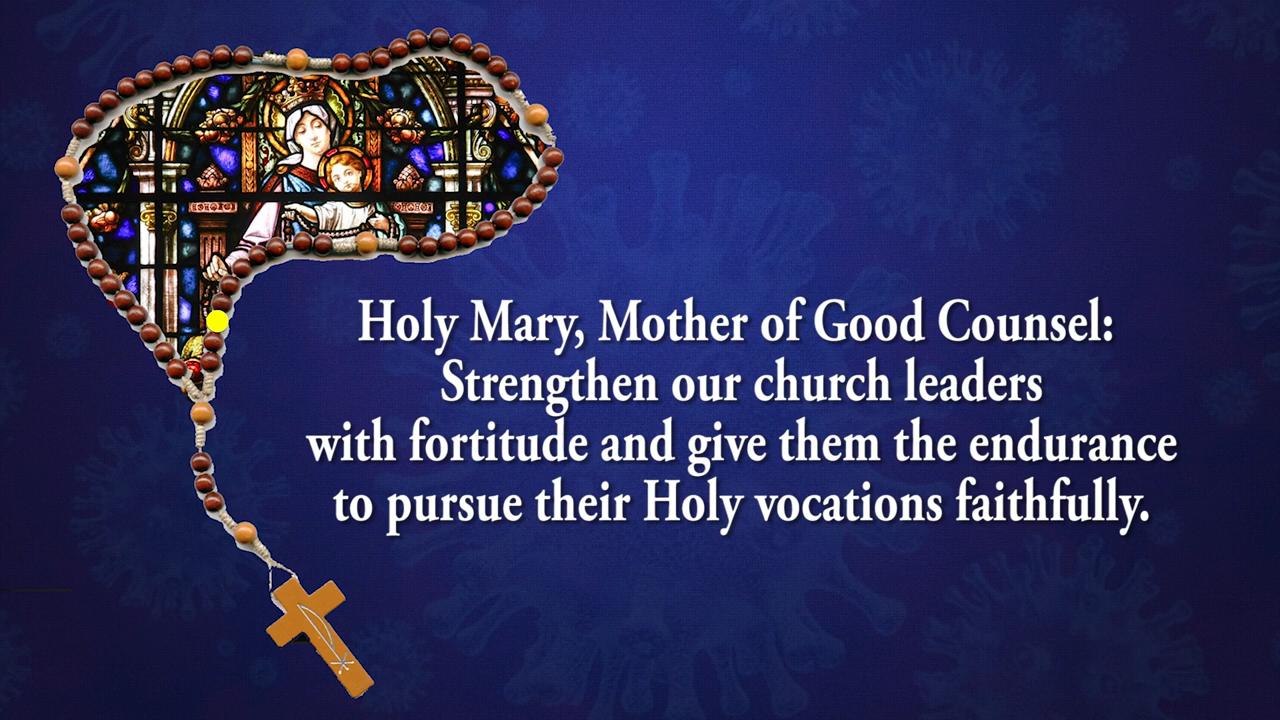 Holy Mary, Mother of Good Counsel:
Strengthen our church leaders
with fortitude and give them the endurance
to pursue their Holy vocations faithfully.